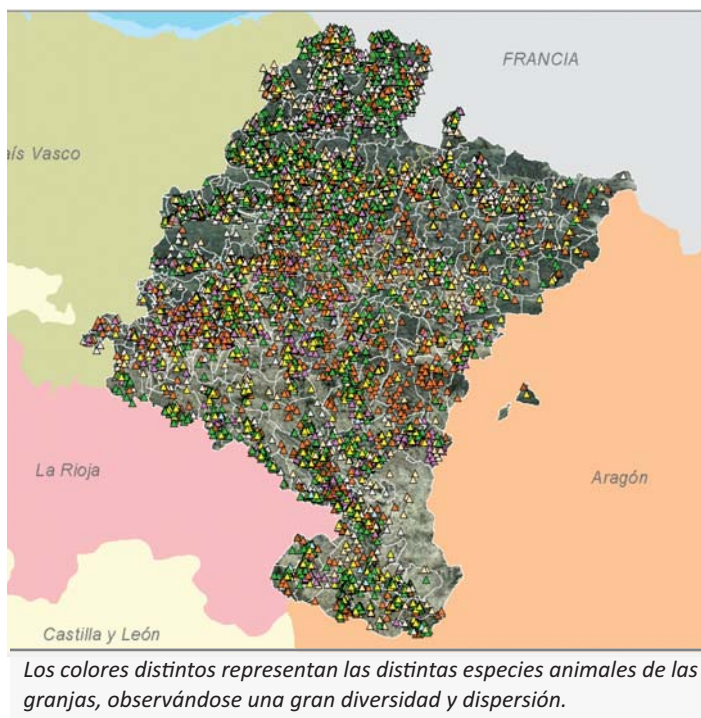 FRANCIA
aís Vasco
La Rioja
Aragón
Castilla y León
Los colores distintos representan las distintas especies animales de las
granjas, observándose una gran diversidad y dispersión.